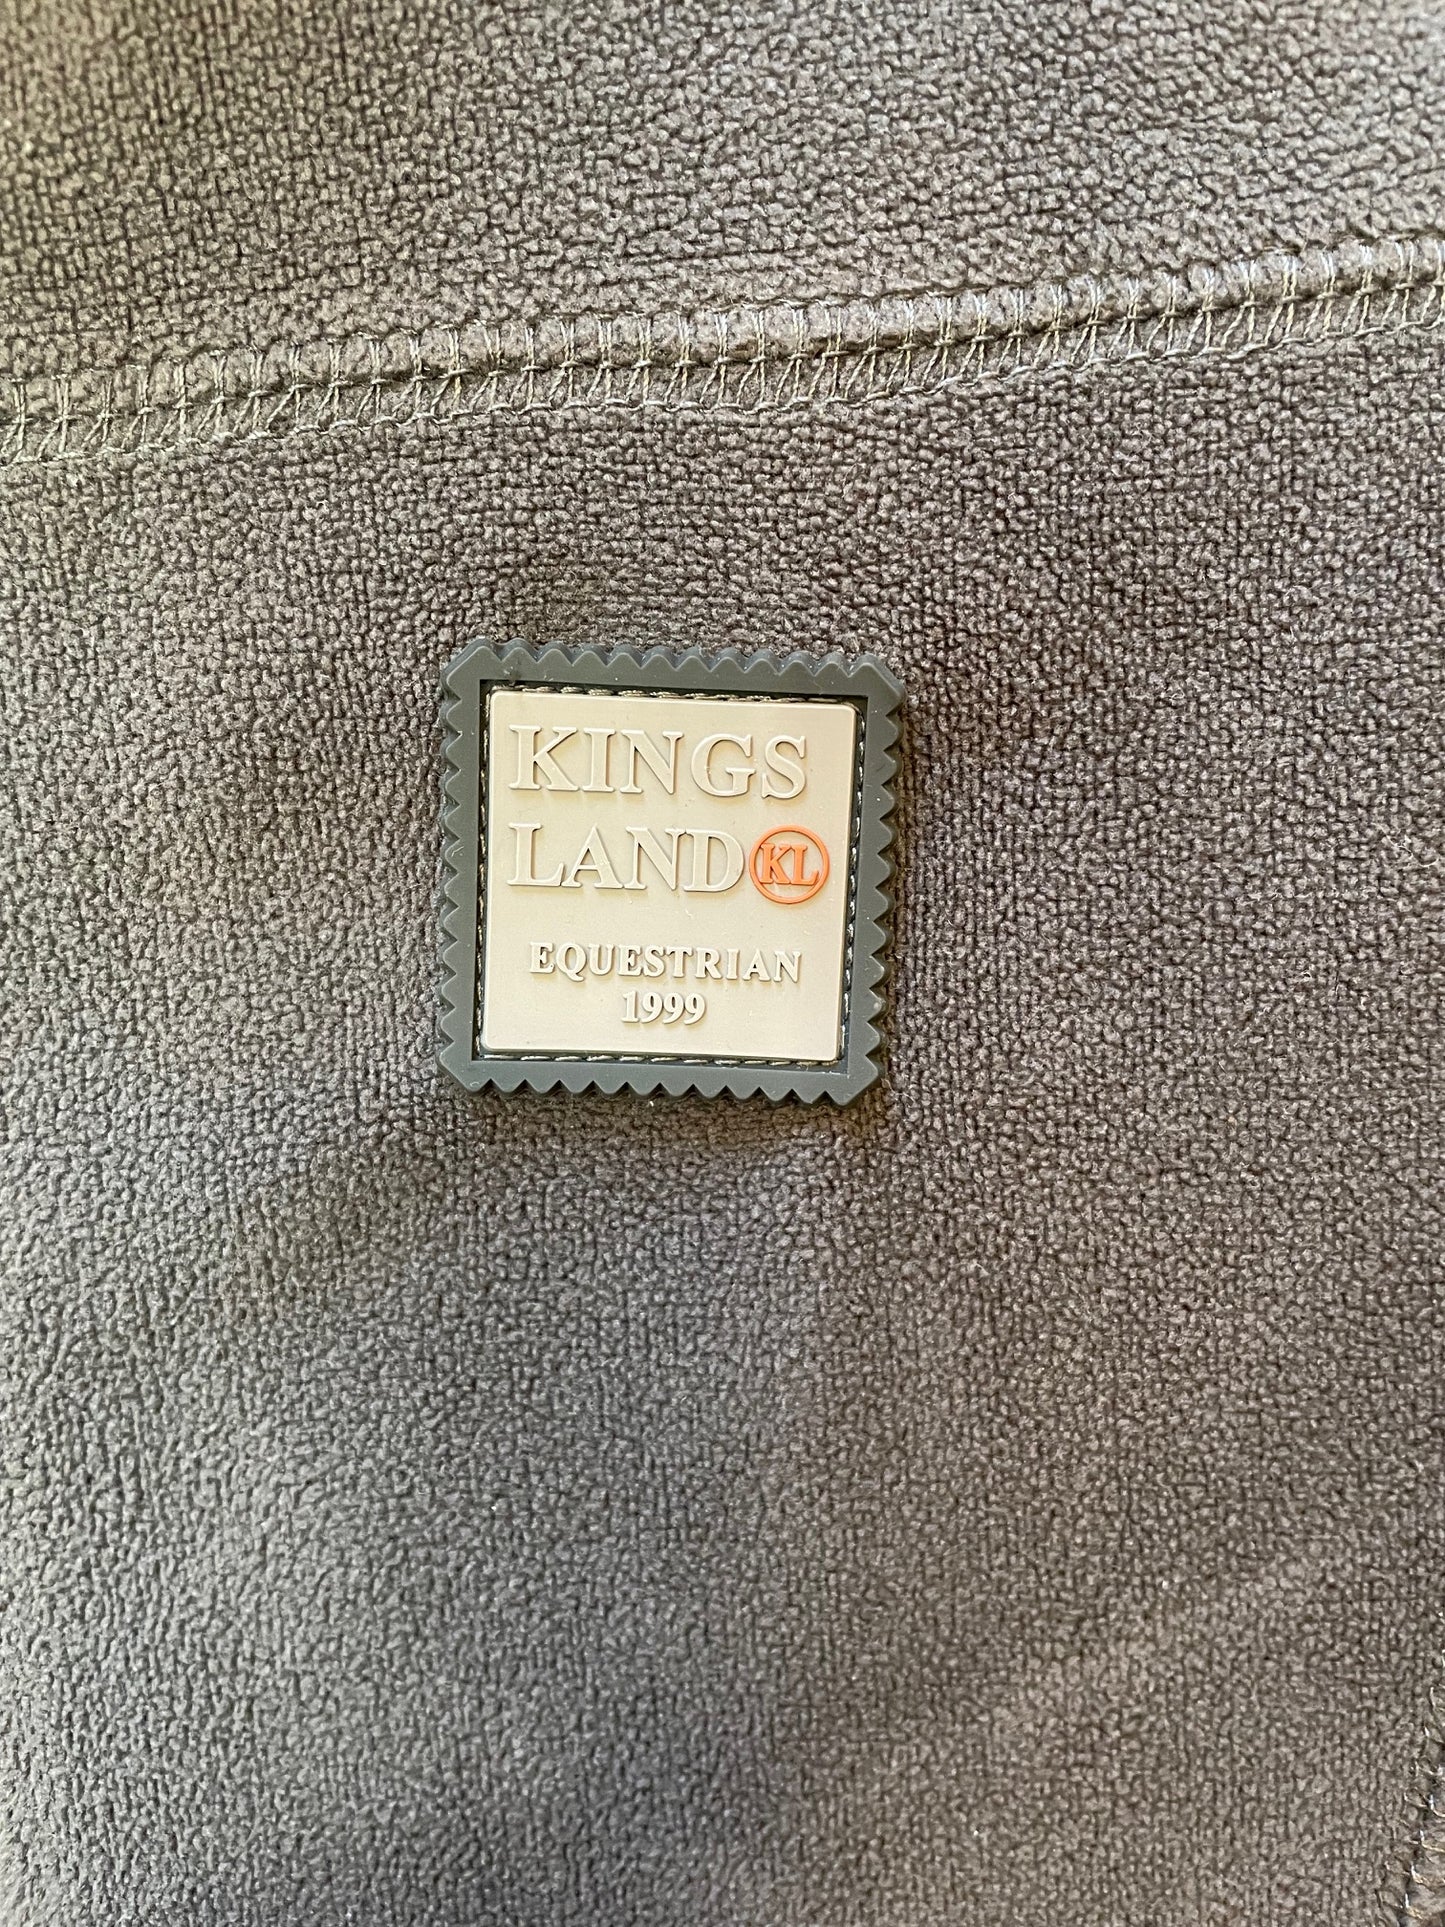 KINGS
LAND KL
EQUESTRIAN
1999